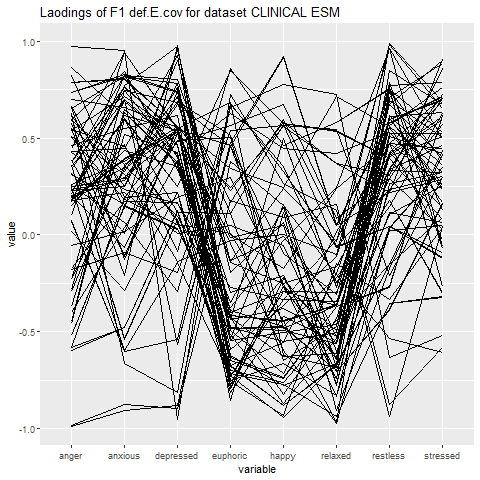 Laodings of F1 def.E.cov for dataset CLINICAL ESM
1.0
0.5
0.0
-0.5
-1.0
value
anger anxious depressed euphoric happy relaxed restless stressed
variable